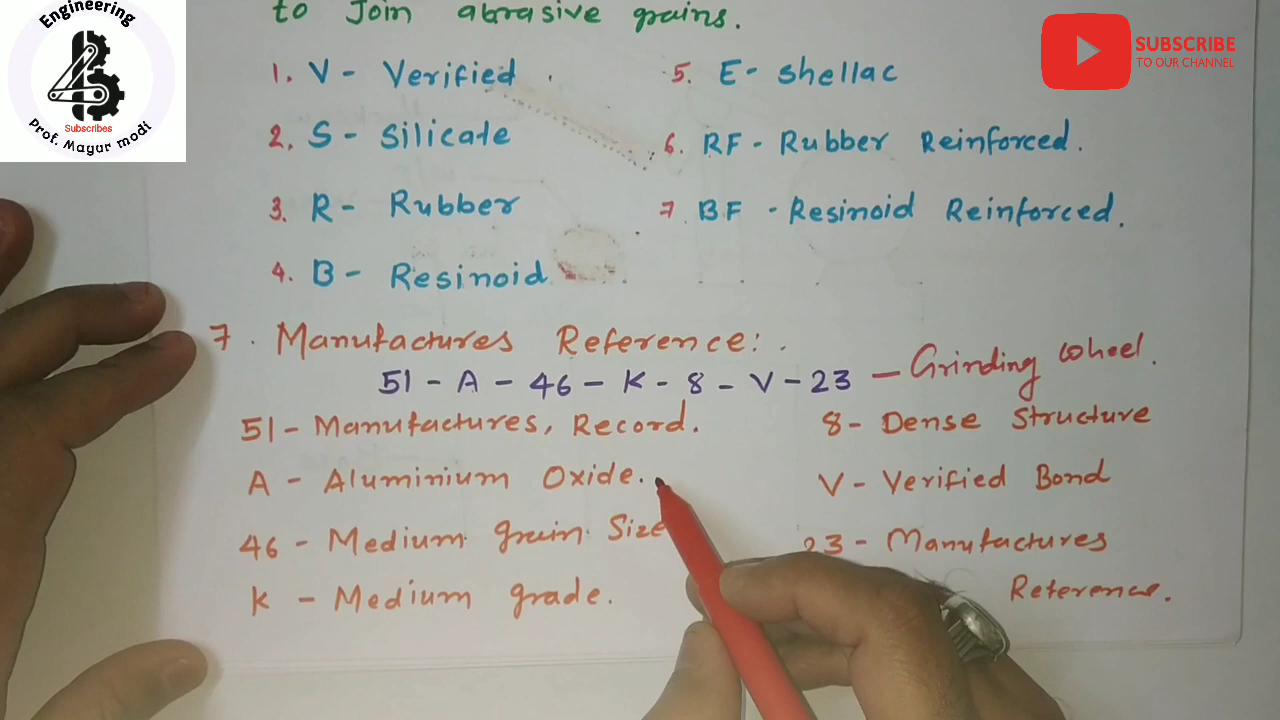 Engineering
Subscribes
Prof. Mayur modi
SUBSCRIBE
TO OUR CHANNEL
to Join abrasive grains.
1. V - Verified.
2. S - Silicate
3. R - Rubber
4. B - Resinoid
5. E - shellac
6. RF - Rubber Reinforced.
7 BF - Resinoid Reinforced.
7. Manufactures Reference:.
51 - A - 46 - K - 8 - V - 23 - Grinding wheel.
51 - Manufactures, Record.
A - Aluminium Oxide.
46 - Medium grain Size
K - Medium grade.
8 - Dense Structure
V - Verified Bond
23 - Manufactures
Reference.